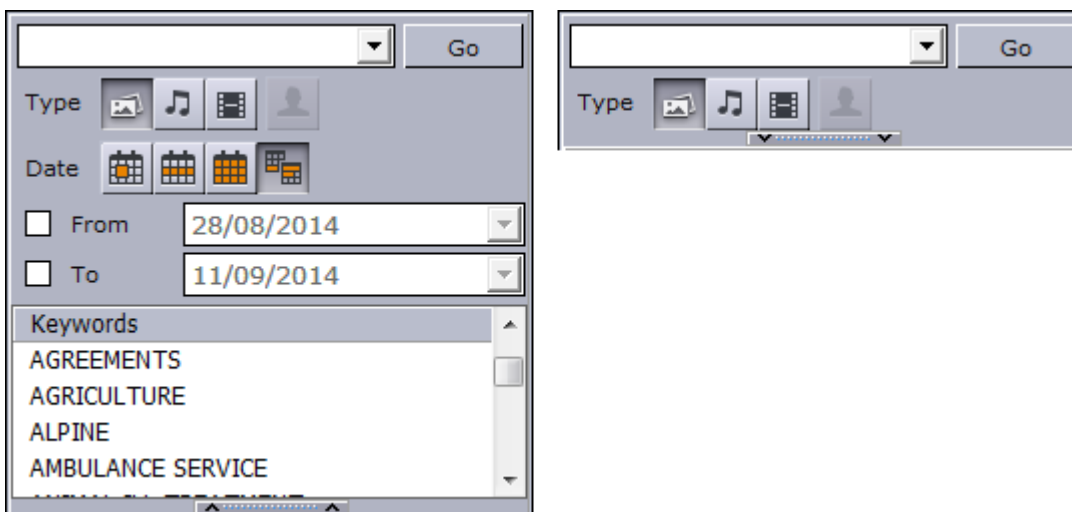 Go
Type
Date
From 28/08/2014
To 11/09/2014
Keywords
AGREEMENTS
AGRICULTURE
ALPINE
AMBULANCE SERVICE
Go
Type